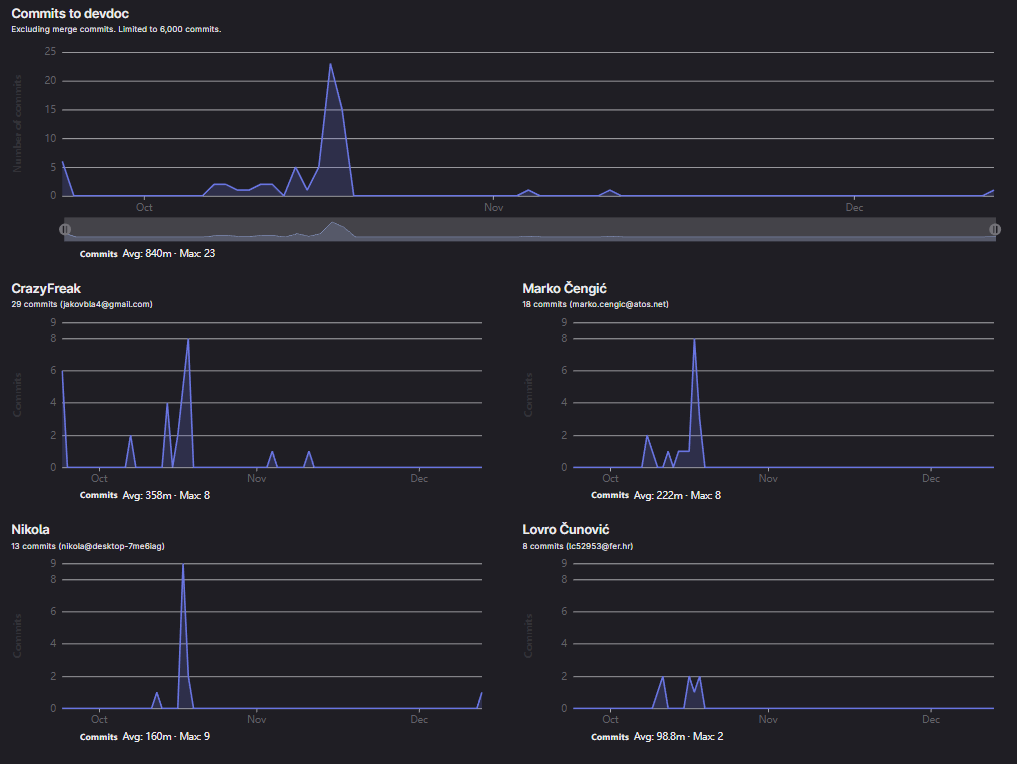 Commits to devdoc
Excluding merge commits. Limited to 6,000 commits.
Number of commits
25
20
15
10
5
0
Oct Nov Dec
Commits Avg: 840m · Max: 23
CrazyFreak
29 commits (jakovbla4@gmail.com)
Commits
9
8
6
4
2
0
Oct Nov Dec
Commits Avg: 358m · Max: 8
Marko Čengić
18 commits (marko.cengic@atos.net)
Commits
9
8
6
4
2
0
Oct Nov Dec
Commits Avg: 222m · Max: 8
Nikola
13 commits (nikola@desktop-7me6iag)
Commits
9
8
6
4
2
0
Oct Nov Dec
Commits Avg: 160m · Max: 9
Lovro Čunović
8 commits (lc52953@fer.hr)
Commits
9
8
6
4
2
0
Oct Nov Dec
Commits Avg: 98.8m · Max: 2